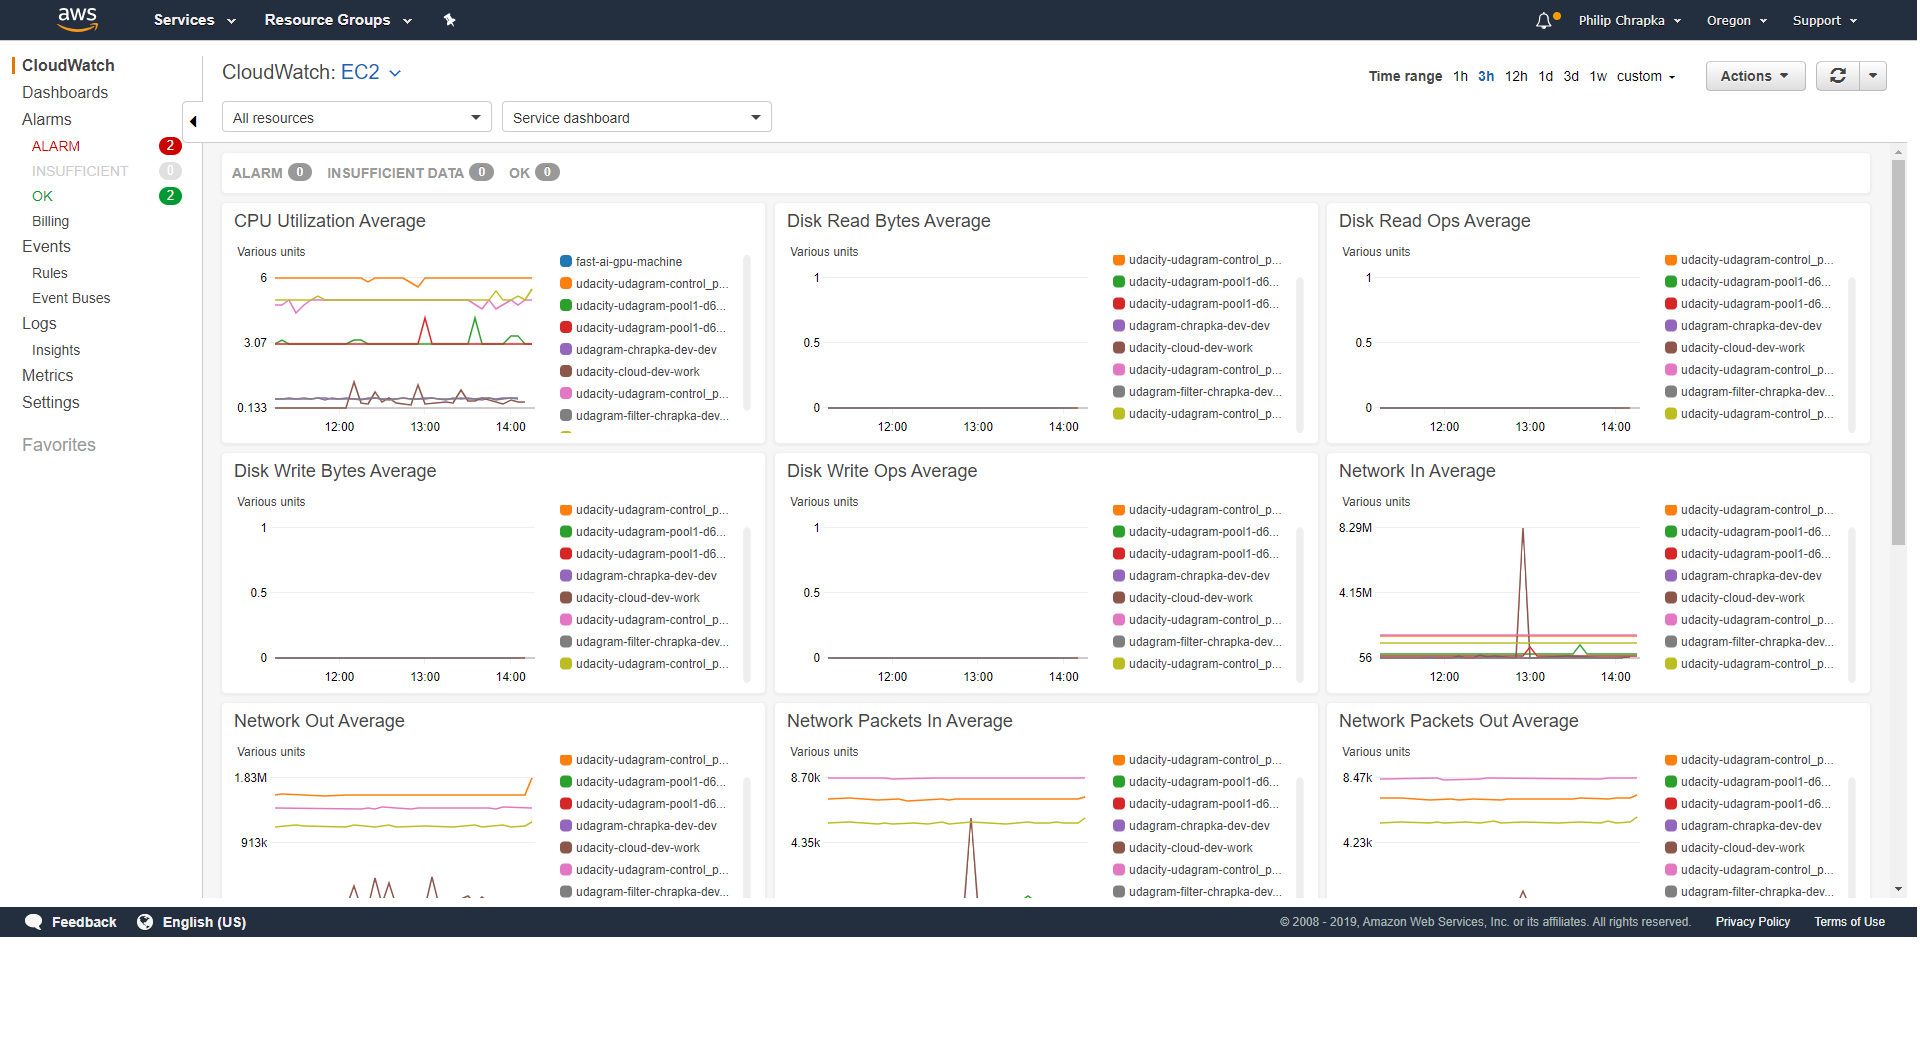 aws Services Resource Groups Philip Chrapka Oregon Support
CloudWatch
Dashboards
Alarms
ALARM 2
INSUFFICIENT 0
OK 2
Billing
Events
Rules
Event Buses
Logs
Insights
Metrics
Settings
Favorites
CloudWatch: EC2
Time range 1h 3h 12h 1d 3d 1w custom Actions
All resources Service dashboard
ALARM 0 INSUFFICIENT DATA 0 OK 0
CPU Utilization Average
Various units
6
3.07
0.133
12:00 13:00 14:00
fast-ai-gpu-machine
udacity-udagram-control_p...
udacity-udagram-pool1-d6...
udacity-udagram-pool1-d6...
udagram-chrapka-dev-dev
udacity-cloud-dev-work
udacity-udagram-control_p...
udagram-filter-chrapka-dev...
Disk Read Bytes Average
Various units
1
0.5
0
12:00 13:00 14:00
udacity-udagram-control_p...
udacity-udagram-pool1-d6...
udacity-udagram-pool1-d6...
udagram-chrapka-dev-dev
udacity-cloud-dev-work
udacity-udagram-control_p...
udagram-filter-chrapka-dev...
udacity-udagram-control_p...
Disk Read Ops Average
Various units
1
0.5
0
12:00 13:00 14:00
udacity-udagram-control_p...
udacity-udagram-pool1-d6...
udacity-udagram-pool1-d6...
udagram-chrapka-dev-dev
udacity-cloud-dev-work
udacity-udagram-control_p...
udagram-filter-chrapka-dev...
udacity-udagram-control_p...
Disk Write Bytes Average
Various units
1
0.5
0
12:00 13:00 14:00
udacity-udagram-control_p...
udacity-udagram-pool1-d6...
udacity-udagram-pool1-d6...
udagram-chrapka-dev-dev
udacity-cloud-dev-work
udacity-udagram-control_p...
udagram-filter-chrapka-dev...
udacity-udagram-control_p...
Disk Write Ops Average
Various units
1
0.5
0
12:00 13:00 14:00
udacity-udagram-control_p...
udacity-udagram-pool1-d6...
udacity-udagram-pool1-d6...
udagram-chrapka-dev-dev
udacity-cloud-dev-work
udacity-udagram-control_p...
udagram-filter-chrapka-dev...
udacity-udagram-control_p...
Network In Average
Various units
8.29M
4.15M
56
12:00 13:00 14:00
udacity-udagram-control_p...
udacity-udagram-pool1-d6...
udacity-udagram-pool1-d6...
udagram-chrapka-dev-dev
udacity-cloud-dev-work
udacity-udagram-control_p...
udagram-filter-chrapka-dev...
udacity-udagram-control_p...
Network Out Average
Various units
1.83M
913k
udacity-udagram-control_p...
udacity-udagram-pool1-d6...
udacity-udagram-pool1-d6...
udagram-chrapka-dev-dev
udacity-cloud-dev-work
udacity-udagram-control_p...
udagram-filter-chrapka-dev...
Network Packets In Average
Various units
8.70k
4.35k
udacity-udagram-control_p...
udacity-udagram-pool1-d6...
udacity-udagram-pool1-d6...
udagram-chrapka-dev-dev
udacity-cloud-dev-work
udacity-udagram-control_p...
udagram-filter-chrapka-dev...
Network Packets Out Average
Various units
8.47k
4.23k
udacity-udagram-control_p...
udacity-udagram-pool1-d6...
udacity-udagram-pool1-d6...
udagram-chrapka-dev-dev
udacity-cloud-dev-work
udacity-udagram-control_p...
udagram-filter-chrapka-dev...
Feedback English (US) © 2008 - 2019, Amazon Web Services, Inc. or its affiliates. All rights reserved. Privacy Policy Terms of Use